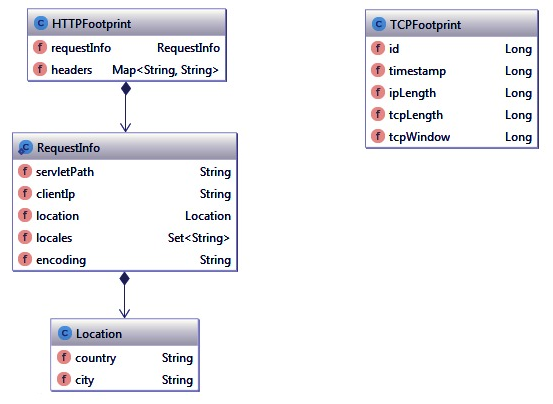 C HTTPFootprint
f requestInfo RequestInfo
f headers Map<String, String>
C RequestInfo
f servletPath String
f clientIp String
f location Location
f locales Set<String>
f encoding String
C Location
f country String
f city String
C TCPFootprint
f id Long
f timestamp Long
f ipLength Long
f tcpLength Long
f tcpWindow Long